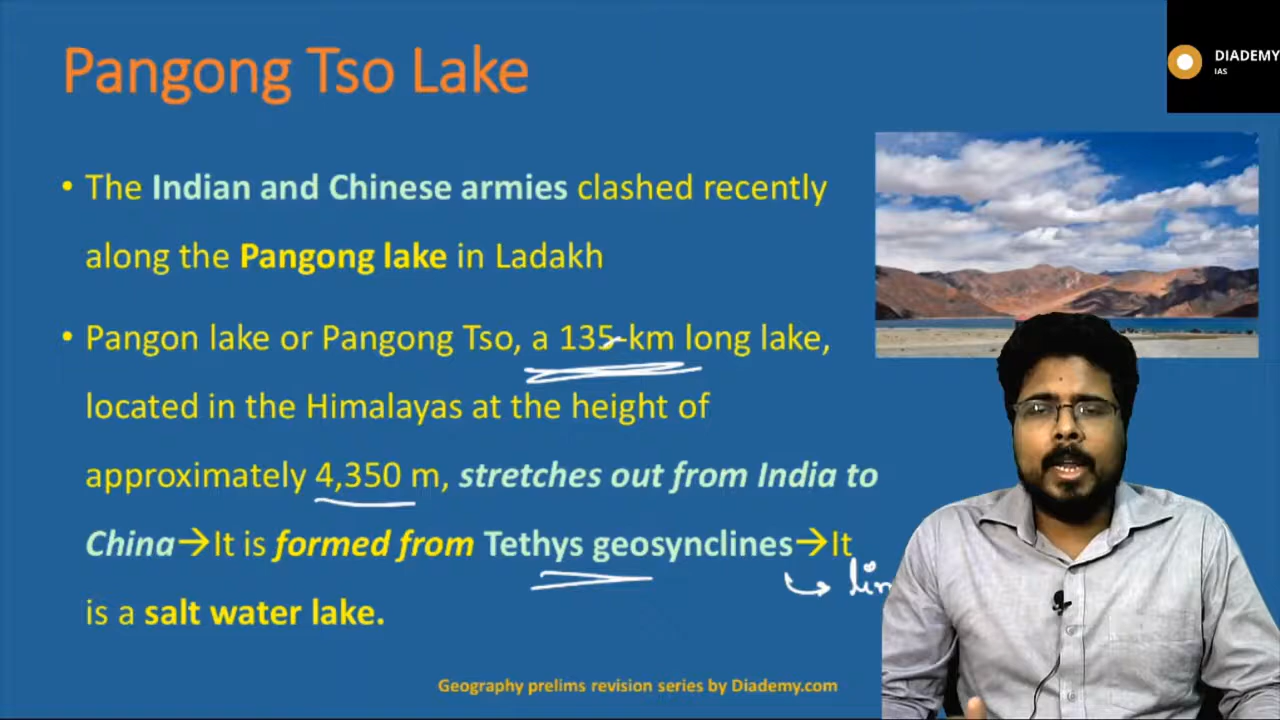 Pangong Tso Lake
DIADEMY
IAS
• The Indian and Chinese armies clashed recently
along the Pangong lake in Ladakh
• Pangon lake or Pangong Tso, a 135-km long lake,
located in the Himalayas at the height of
approximately 4,350 m, stretches out from India to
China→It is formed from Tethys geosynclines→It
is a salt water lake.
Geography prelims revision series by Diademy.com